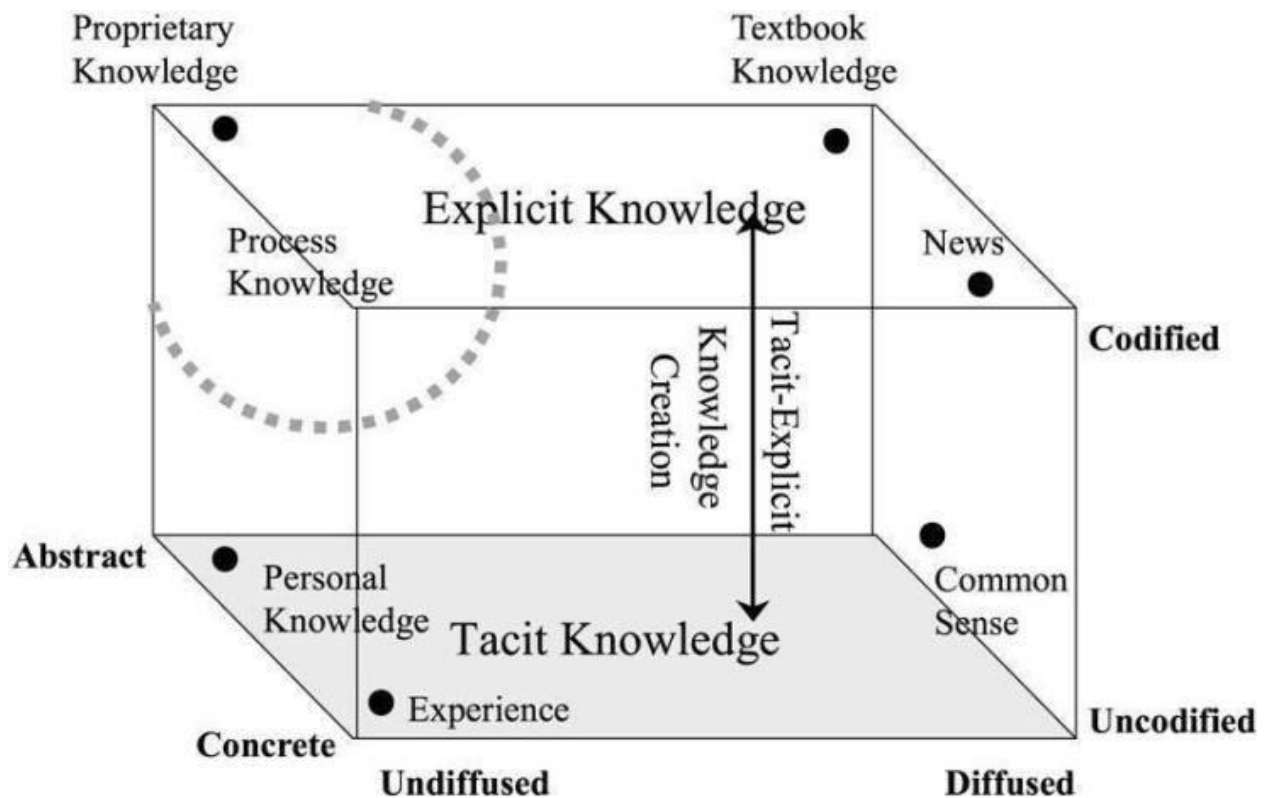 Proprietary
Knowledge
Textbook
Knowledge
Explicit Knowledge
Process
Knowledge
News
Codified
Knowledge
Creation
Tacit-Explicit
Abstract
Personal
Knowledge
Common
Sense
Tacit Knowledge
Experience
Concrete
Uncodified
Undiffused
Diffused